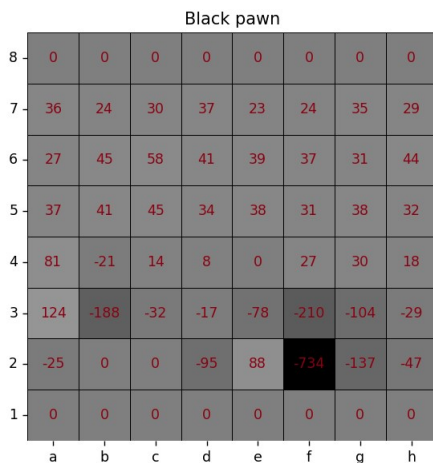 Black pawn
8 0 0 0 0 0 0 0 0
7 36 24 30 37 23 24 35 29
6 27 45 58 41 39 37 31 44
5 37 41 45 34 38 31 38 32
4 81 -21 14 8 0 27 30 18
3 124 -188 -32 -17 -78 -210 -104 -29
2 -25 0 0 -95 88 -734 -137 -47
1 0 0 0 0 0 0 0 0
a b c d e f g h